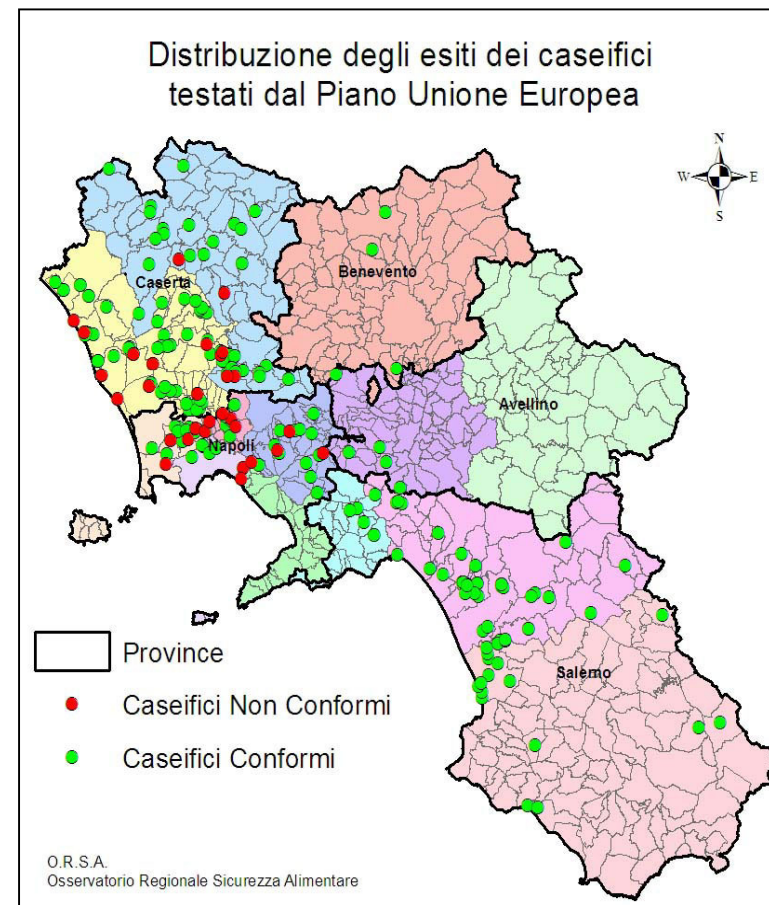 Distribuzione degli esiti dei caseifici
testati dal Piano Unione Europea
N
W E
S
Benevento
Caserta
Avellino
Napoli
Salerno
Province
Caseifici Non Conformi
Caseifici Conformi
O.R.S.A.
Osservatorio Regionale Sicurezza Alimentare